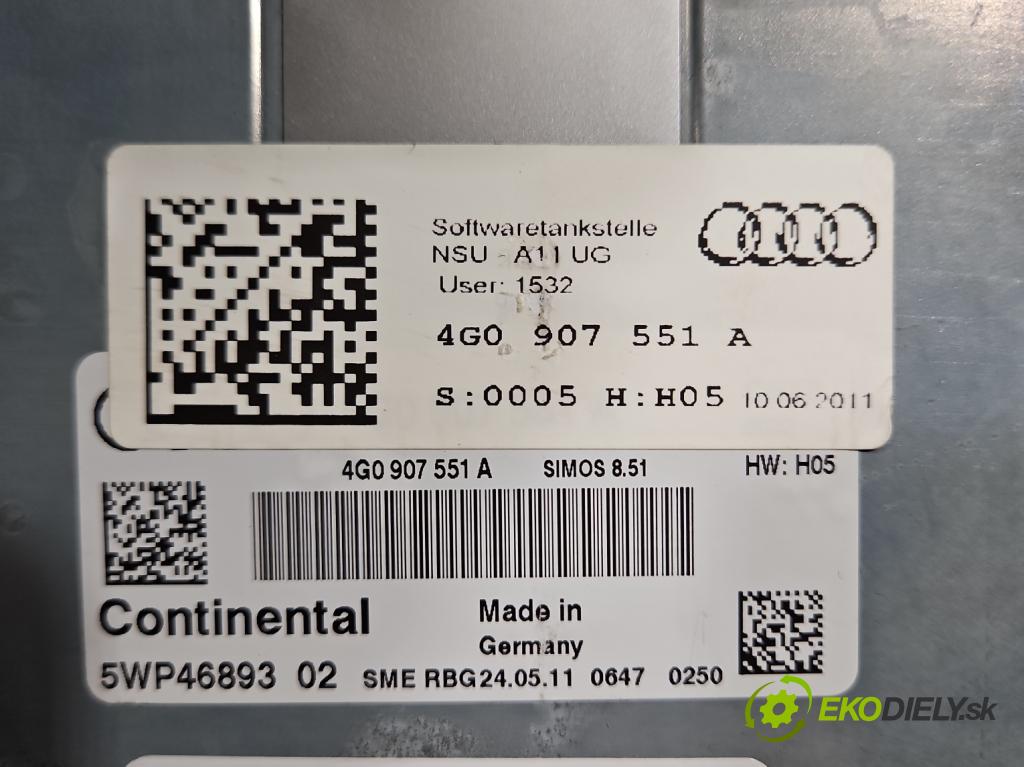 Softwaretankstelle
NSU - A11 UG
User: 1532
4G0 907 551 A
S:0005 H:H05 10.06.2011
4G0 907 551 A SIMOS 8.51 HW: H05
Continental
Made in
Germany
5WP46893 02 SME RBG24.05.11 0647 0250
EKODIELY.sk